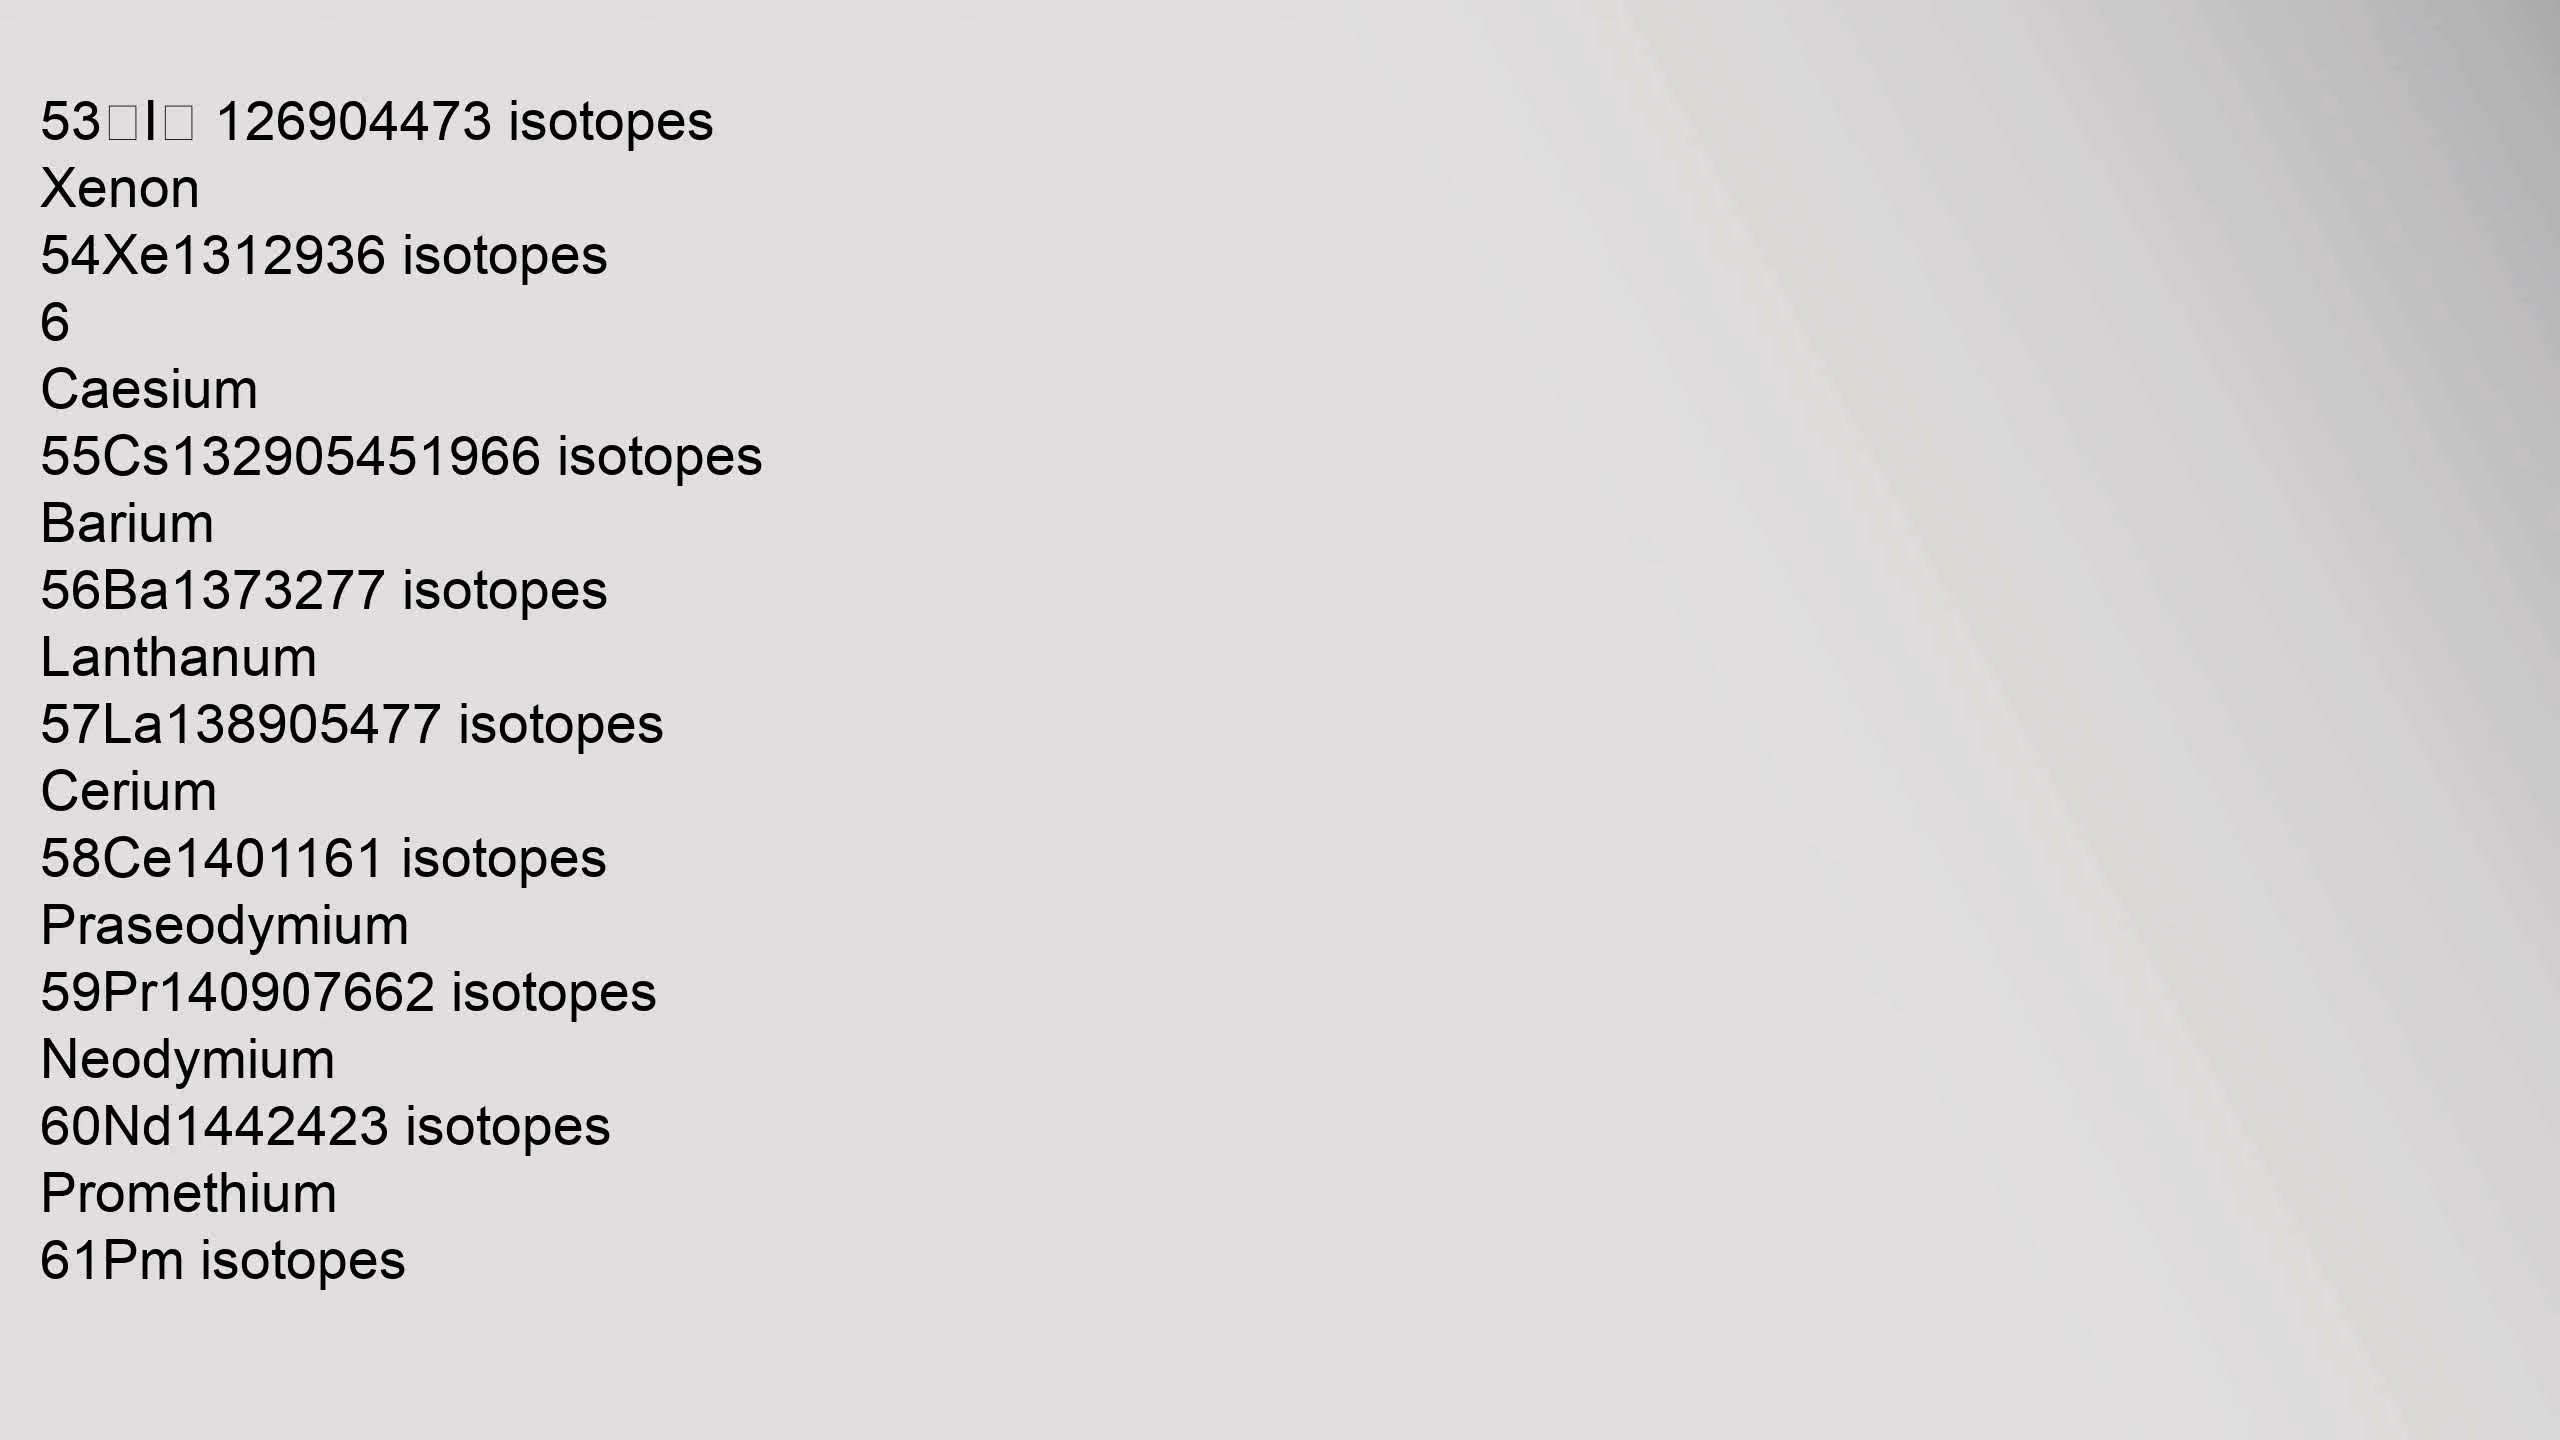 53□I□ 126904473 isotopes
Xenon
54Xe1312936 isotopes
6
Caesium
55Cs132905451966 isotopes
Barium
56Ba1373277 isotopes
Lanthanum
57La138905477 isotopes
Cerium
58Ce1401161 isotopes
Praseodymium
59Pr140907662 isotopes
Neodymium
60Nd1442423 isotopes
Promethium
61Pm isotopes